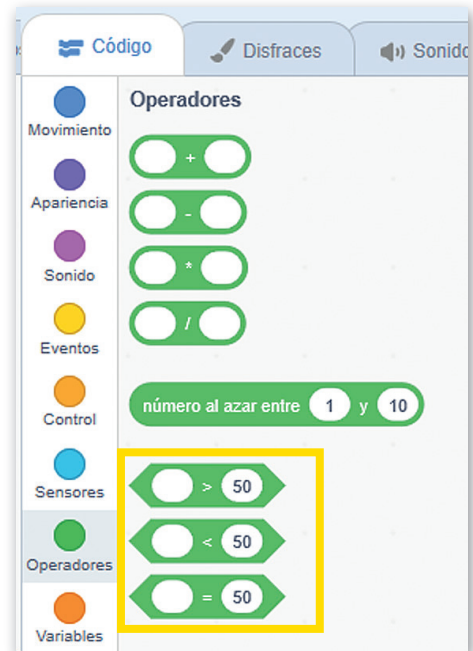 Código
Disfraces
Sonido
Operadores
Movimiento
Apariencia
Sonido
Eventos
Control
Sensores
Operadores
Variables
+
-
*
/
número al azar entre 1 y 10
> 50
< 50
= 50